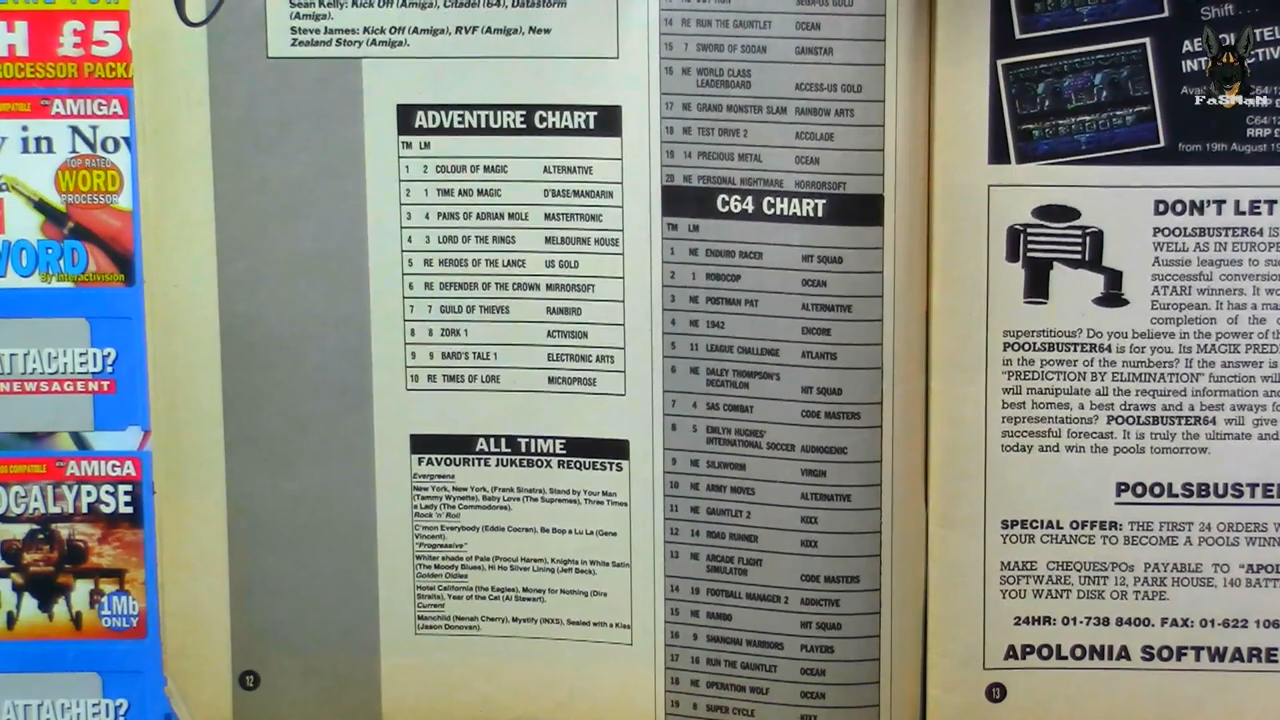 H £5
ROCESSOR PACKA
AMIGA
y in Nov
TOP RATED
WORD
PROCESSOR
WORD
By Interactivision
ATTACHED?
NEWSAGENT
AMIGA
OCALYPSE
1Mb
ONLY
ATTACHED?
Sean Kelly: Kick Off (Amiga), Citadel (64), Datastorm
(Amiga).
Steve James: Kick Off (Amiga), RVF (Amiga), New
Zealand Story (Amiga).
ADVENTURE CHART
TM LM
1 2 COLOUR OF MAGIC ALTERNATIVE
2 1 TIME AND MAGIC D'BASE/MANDARIN
3 4 PAINS OF ADRIAN MOLE MASTERTRONIC
4 3 LORD OF THE RINGS MELBOURNE HOUSE
5 RE HEROES OF THE LANCE US GOLD
6 RE DEFENDER OF THE CROWN MIRRORSOFT
7 7 GUILD OF THIEVES RAINBIRD
8 8 ZORK 1 ACTIVISION
9 9 BARD'S TALE 1 ELECTRONIC ARTS
10 RE TIMES OF LORE MICROPROSE
ALL TIME
FAVOURITE JUKEBOX REQUESTS
Evergreens
New York, New York, (Frank Sinatra), Stand by Your Man
(Tammy Wynette), Baby Love (The Supremes), Three Times
a Lady (The Commodores).
Rock 'n' Roll
C'mon Everybody (Eddie Cocran), Be Bop a Lu La (Gene
Vincent).
"Progressive"
Whiter shade of Pale (Procul Harem), Knights in White Satin
(The Moody Blues), Hi Ho Silver Lining (Jeff Beck).
Golden Oldies
Hotel California (the Eagles), Money for Nothing (Dire
Straits), Year of the Cat (Al Stewart).
Current
Manchild (Nenah Cherry), Mystify (INXS), Sealed with a Kiss
(Jason Donovan).
12
SEGA-US GOLD
14 RE RUN THE GAUNTLET OCEAN
15 7 SWORD OF SODAN GAINSTAR
16 NE WORLD CLASS
LEADERBOARD ACCESS-US GOLD
17 NE GRAND MONSTER SLAM RAINBOW ARTS
18 NE TEST DRIVE 2 ACCOLADE
19 14 PRECIOUS METAL OCEAN
20 NE PERSONAL NIGHTMARE HORRORSOFT
C64 CHART
TM LM
1 NE ENDURO RACER HIT SQUAD
2 1 ROBOCOP OCEAN
3 NE POSTMAN PAT ALTERNATIVE
4 NE 1942 ENCORE
5 11 LEAGUE CHALLENGE ATLANTIS
6 NE DALEY THOMPSON'S
DECATHLON HIT SQUAD
7 4 SAS COMBAT CODE MASTERS
8 5 EMLYN HUGHES'
INTERNATIONAL SOCCER AUDIOGENIC
9 NE SILKWORM VIRGIN
10 NE ARMY MOVES ALTERNATIVE
11 NE GAUNTLET 2 KIXX
12 14 ROAD RUNNER KIXX
13 NE ARCADE FLIGHT
SIMULATOR CODE MASTERS
14 19 FOOTBALL MANAGER 2 ADDICTIVE
15 NE RAMBO HIT SQUAD
16 9 SHANGHAI WARRIORS PLAYERS
17 16 RUN THE GAUNTLET OCEAN
18 NE OPERATION WOLF OCEAN
19 8 SUPER CYCLE KIXX
Shift . . .
FaSMaN
C64/1
RRP £
from 19th August 19
DON'T LET
POOLSBUSTER64 IS
WELL AS IN EUROPE
Aussie leagues to su
successful conversio
ATARI winners. It wo
European. It has a ma
completion of the
superstitious? Do you believe in the power of th
POOLSBUSTER64 is for you. Its MAGIK PRED
in the power of the numbers? If the answer is
"PREDICTION BY ELIMINATION" function will
will manipulate all the required information and
best homes, a best draws and a best aways fo
representations? POOLSBUSTER64 will give
successful forecast. It is truly the ultimate and
today and win the pools tomorrow.
POOLSBUSTE
SPECIAL OFFER: THE FIRST 24 ORDERS W
YOUR CHANCE TO BECOME A POOLS WINN
MAKE CHEQUES/POs PAYABLE TO "APOL
SOFTWARE, UNIT 12, PARK HOUSE, 140 BATT
YOU WANT DISK OR TAPE.
24HR: 01-738 8400. FAX: 01-622 106
APOLONIA SOFTWARE
13